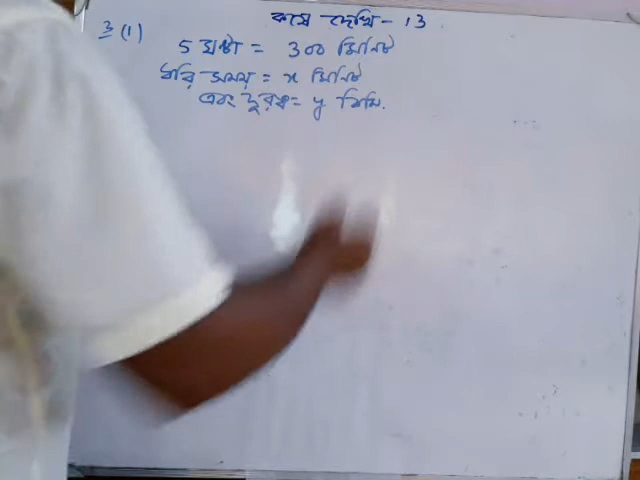 কষে দেখি - 13
3 (1)
5 ঘণ্টা = 300 মিনিট
ধরি সময় = x মিনিট
এবং দূরত্ব = y কিমি.